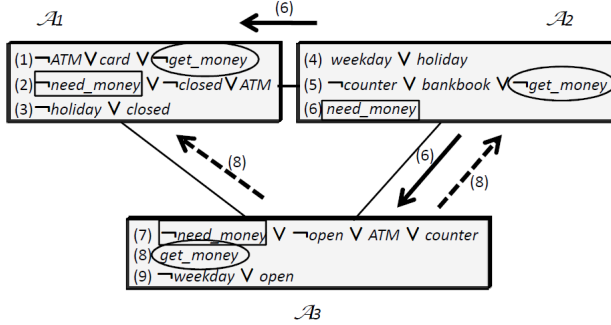 (6)
A1
A2
(1) ¬ATM ∨ card ∨ ¬get_money
(2) ¬need_money ∨ ¬closed ∨ ATM
(3) ¬holiday ∨ closed
(4) weekday ∨ holiday
(5) ¬counter ∨ bankbook ∨ ¬get_money
(6) need_money
(8)
(6)
(8)
(7) ¬need_money ∨ ¬open ∨ ATM ∨ counter
(8) get_money
(9) ¬weekday ∨ open
A3